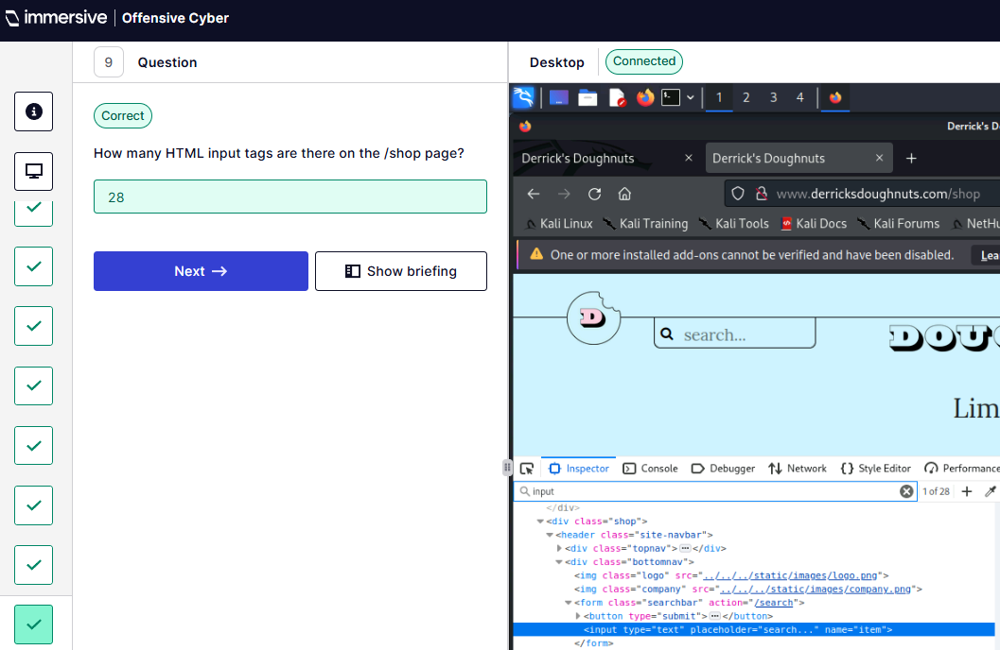 immersive | Offensive Cyber
9 Question
Correct
How many HTML input tags are there on the /shop page?
28
Next →
Show briefing
Desktop Connected
1 2 3 4
Derrick's D
Derrick's Doughnuts × Derrick's Doughnuts × +
www.derricksdoughnuts.com/shop
Kali Linux Kali Training Kali Tools Kali Docs Kali Forums NetHu
One or more installed add-ons cannot be verified and have been disabled. Lea
D search... DOU
Lim
Inspector Console Debugger Network {} Style Editor Performance
input 1 of 28 +
</div>
<div class="shop">
<header class="site-navbar">
<div class="topnav">⋯</div>
<div class="bottomnav">
<img class="logo" src="../../../static/images/logo.png">
<img class="company" src="../../../static/images/company.png">
<form class="searchbar" action="/search">
<button type="submit">⋯</button>
<input type="text" placeholder="search..." name="item">
</form>